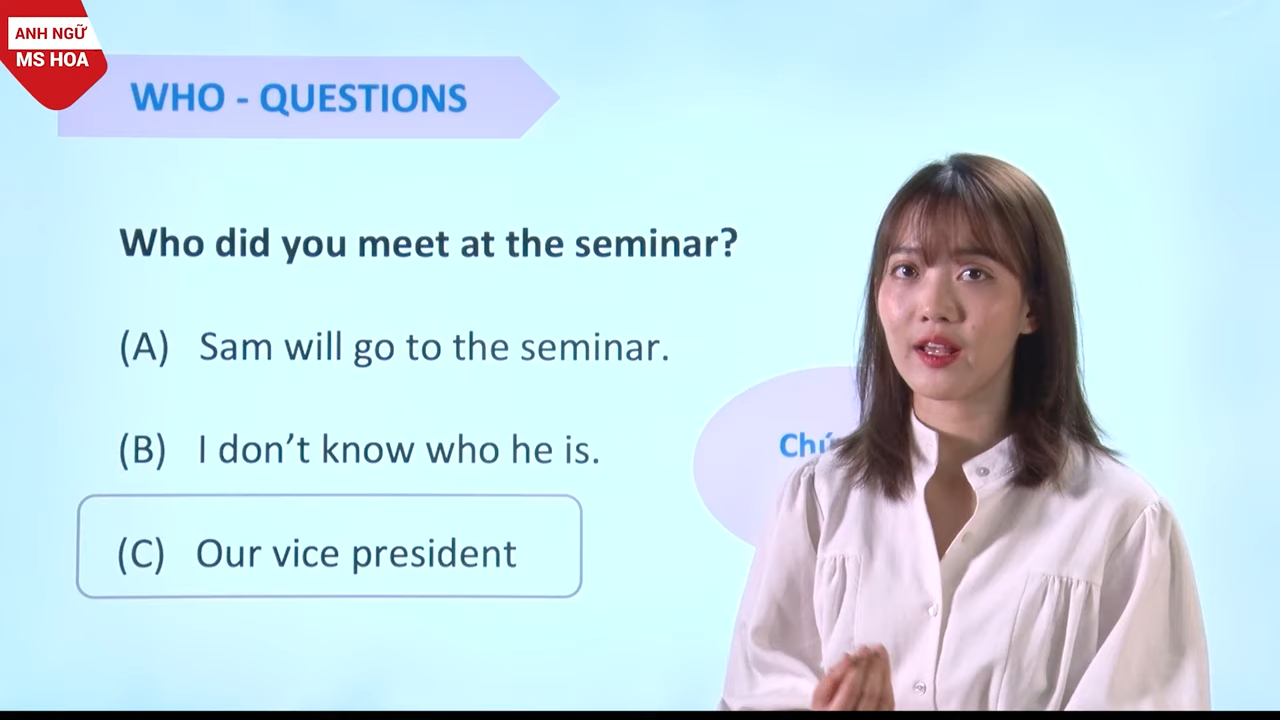 ANH NGỮ
MS HOA
WHO - QUESTIONS
Who did you meet at the seminar?
(A) Sam will go to the seminar.
(B) I don't know who he is.
(C) Our vice president